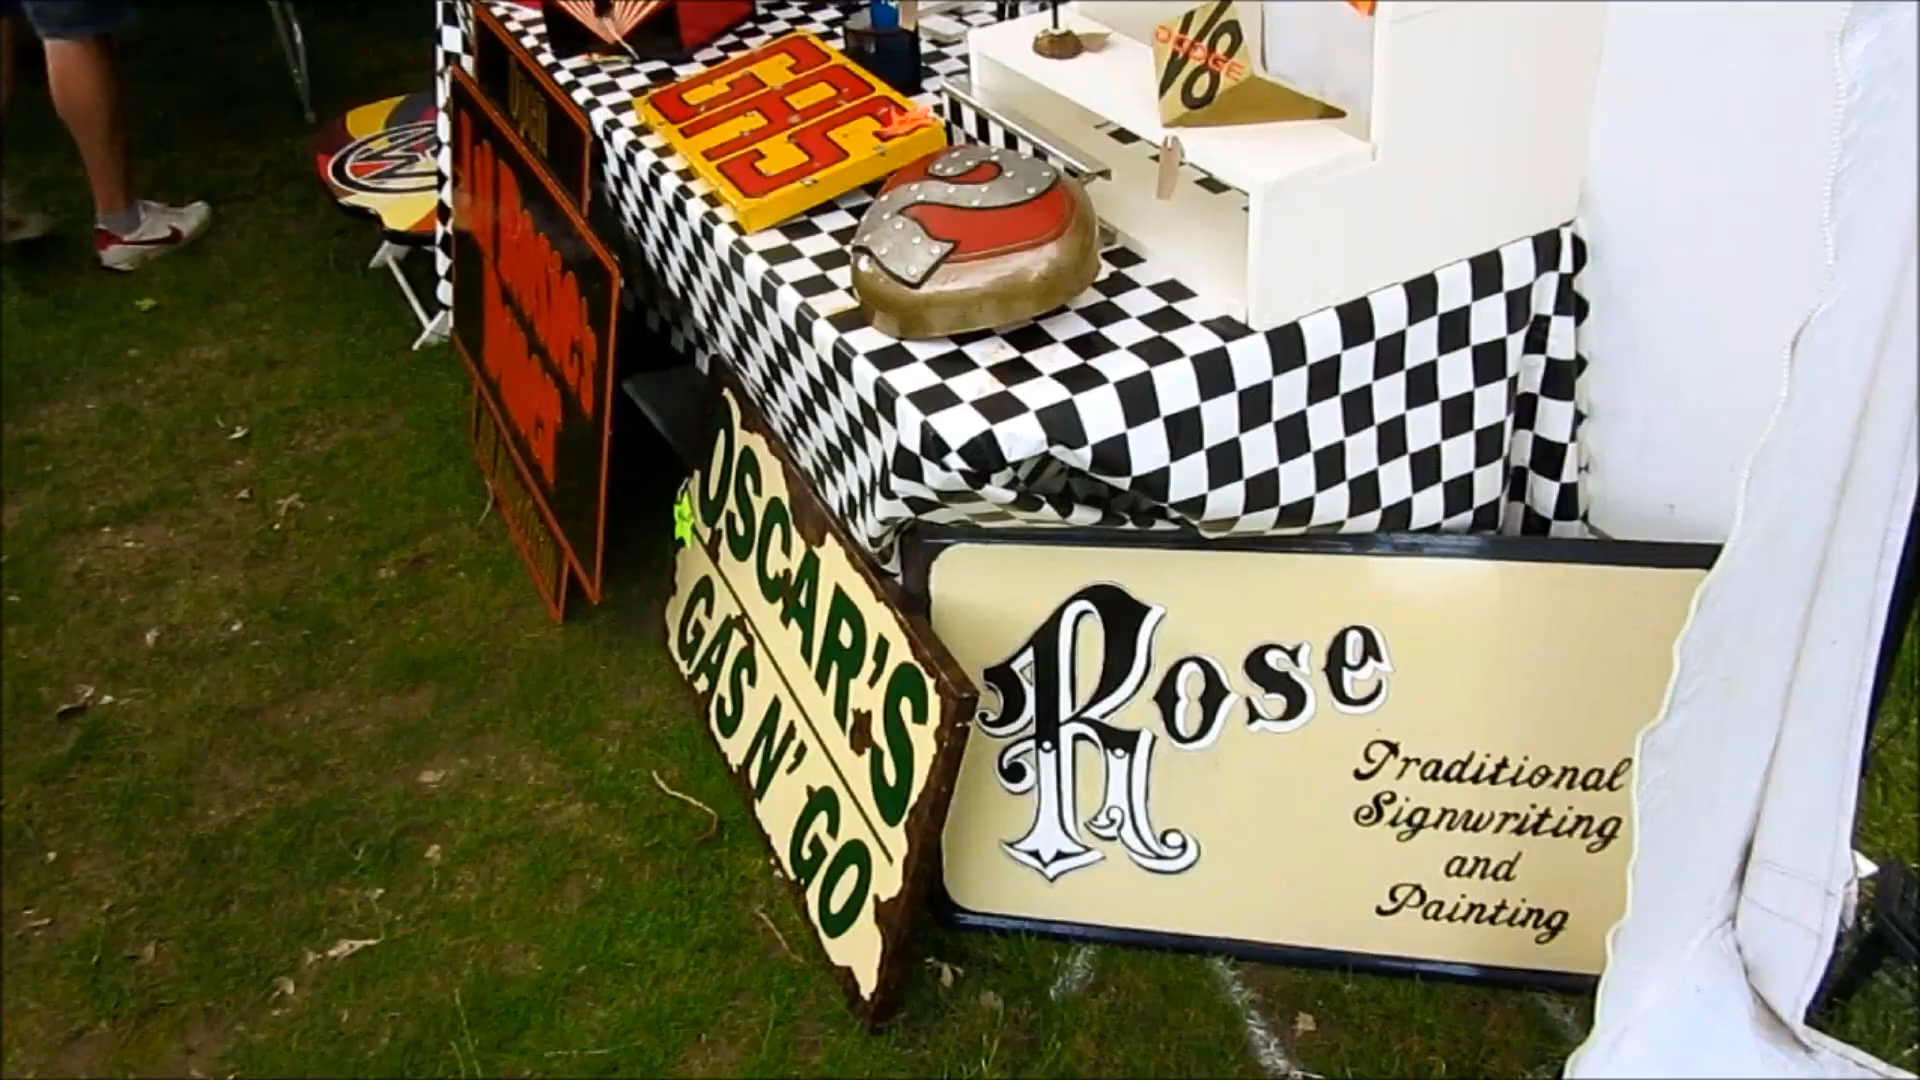 GAS
V8
DODGE
OSCAR'S
GAS N' GO
Rose
Traditional
Signwriting
and
Painting